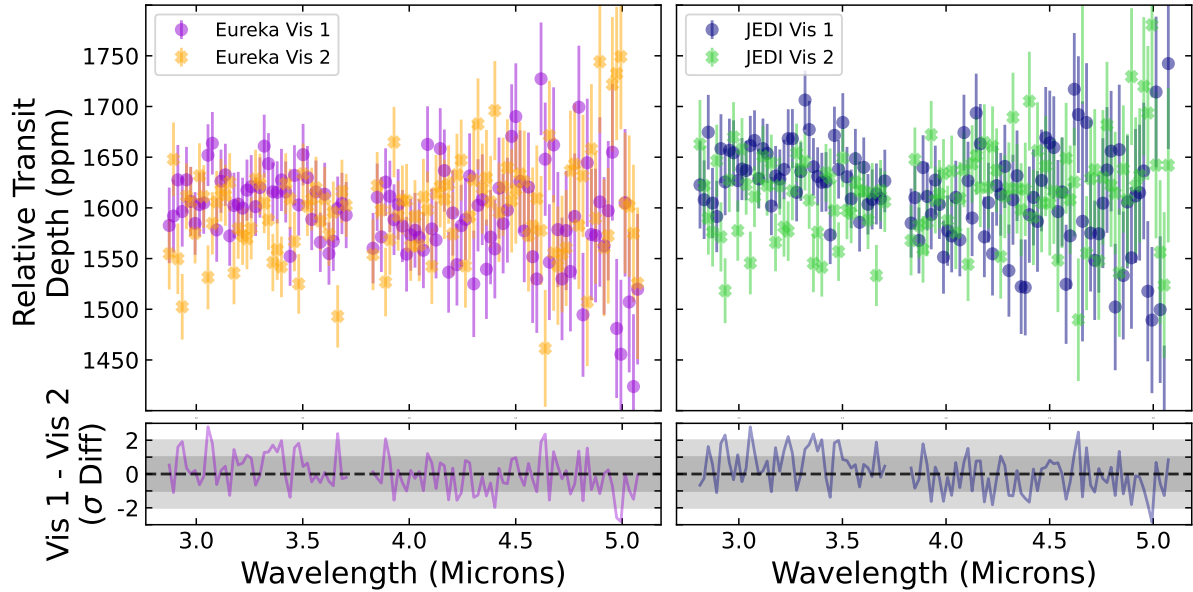 Relative Transit
Depth (ppm)
1750
1700
1650
1600
1550
1500
1450
Eureka Vis 1
Eureka Vis 2
JEDI Vis 1
JEDI Vis 2
Vis 1 - Vis 2
(σ Diff)
2
0
-2
3.0 3.5 4.0 4.5 5.0
3.0 3.5 4.0 4.5 5.0
Wavelength (Microns)
Wavelength (Microns)